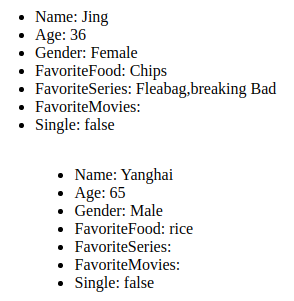 Name: Jing
Age: 36
Gender: Female
FavoriteFood: Chips
FavoriteSeries: Fleabag,breaking Bad
FavoriteMovies:
Single: false
Name: Yanghai
Age: 65
Gender: Male
FavoriteFood: rice
FavoriteSeries:
FavoriteMovies:
Single: false